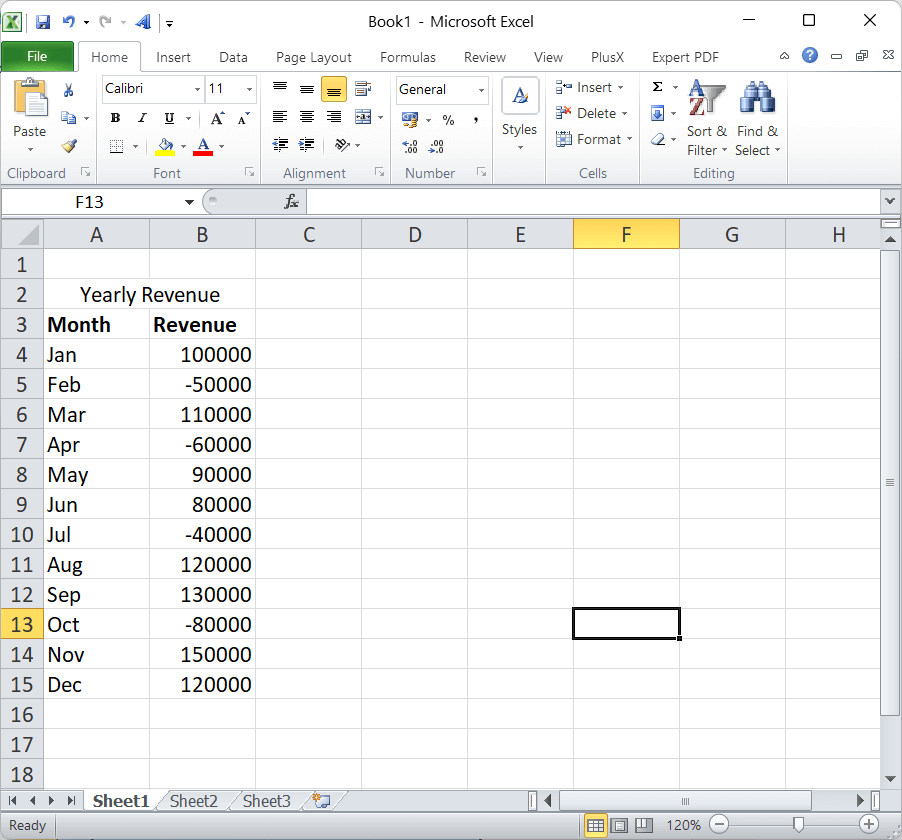 Book1 - Microsoft Excel
File Home Insert Data Page Layout Formulas Review View PlusX Expert PDF
Calibri 11 General Insert
Paste B I U % , Styles Delete Sort & Find &
A Format Filter Select
Clipboard Font Alignment Number Cells Editing
F13 fx
A B C D E F G H
1
2 Yearly Revenue
3 Month Revenue
4 Jan 100000
5 Feb -50000
6 Mar 110000
7 Apr -60000
8 May 90000
9 Jun 80000
10 Jul -40000
11 Aug 120000
12 Sep 130000
13 Oct -80000
14 Nov 150000
15 Dec 120000
16
17
18
Sheet1 Sheet2 Sheet3
Ready 120%